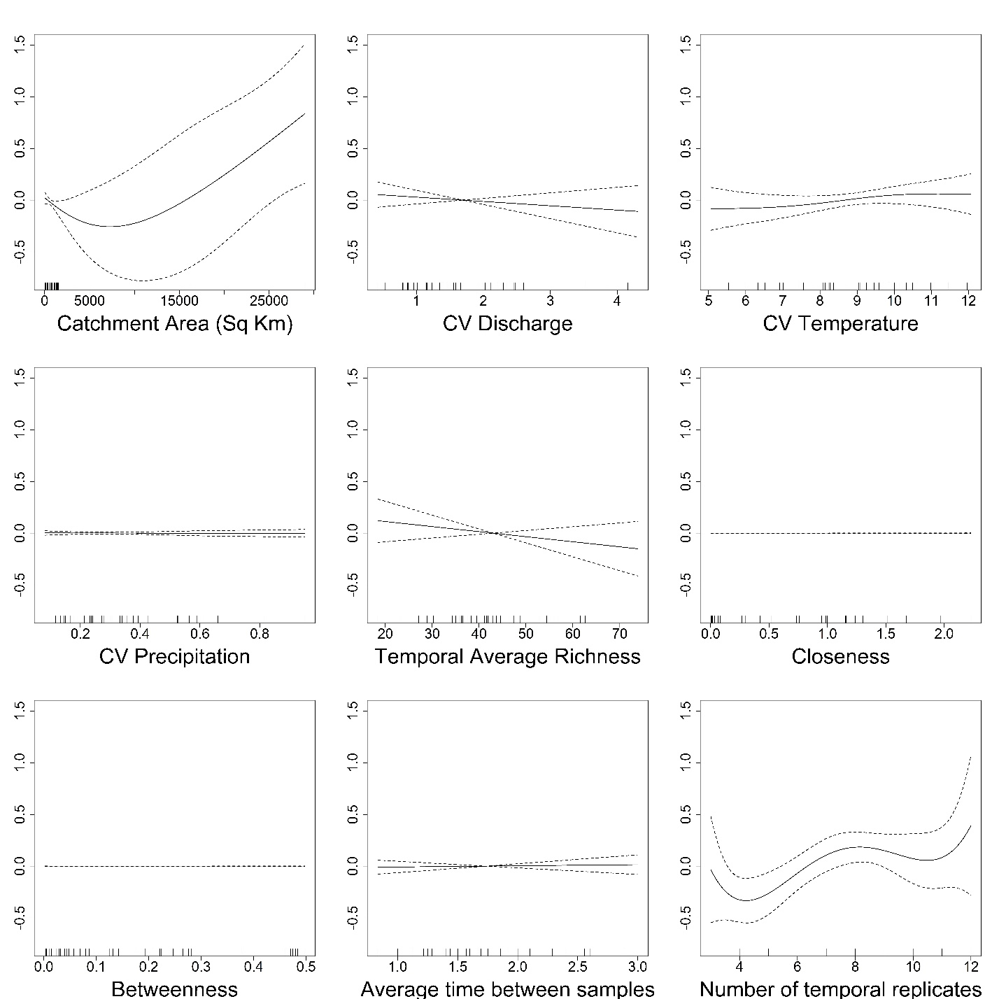 1.5 1.5 1.5
1.0 1.0 1.0
0.5 0.5 0.5
0.0 0.0 0.0
-0.5 -0.5 -0.5
0 5000 15000 25000 1 2 3 4 5 6 7 8 9 10 11 12
Catchment Area (Sq Km) CV Discharge CV Temperature
1.5 1.5 1.5
1.0 1.0 1.0
0.5 0.5 0.5
0.0 0.0 0.0
-0.5 -0.5 -0.5
0.2 0.4 0.6 0.8 20 30 40 50 60 70 0.0 0.5 1.0 1.5 2.0
CV Precipitation Temporal Average Richness Closeness
1.5 1.5 1.5
1.0 1.0 1.0
0.5 0.5 0.5
0.0 0.0 0.0
-0.5 -0.5 -0.5
0.0 0.1 0.2 0.3 0.4 0.5 1.0 1.5 2.0 2.5 3.0 4 6 8 10 12
Betweenness Average time between samples Number of temporal replicates